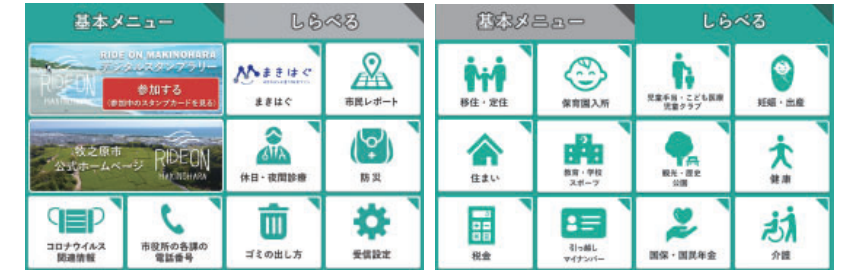 基本メニュー
しらべる
RIDE ON MAKINOHARA
デジタルスタンプラリー
RIDEON
参加する
(参加中のスタンプカードを見る)
まきはぐ
まきはぐ
市民レポート
牧之原市
公式ホームページ
RIDEON
MAKINOHARA
休日・夜間診療
防災
コロナウイルス
関連情報
市役所の各課の
電話番号
ゴミの出し方
受信設定
基本メニュー
しらべる
移住・定住
保育園入所
児童手当・こども医療
児童クラブ
妊娠・出産
住まい
教育・学校
スポーツ
観光・歴史
公園
健康
税金
引っ越し
マイナンバー
国保・国民年金
介護